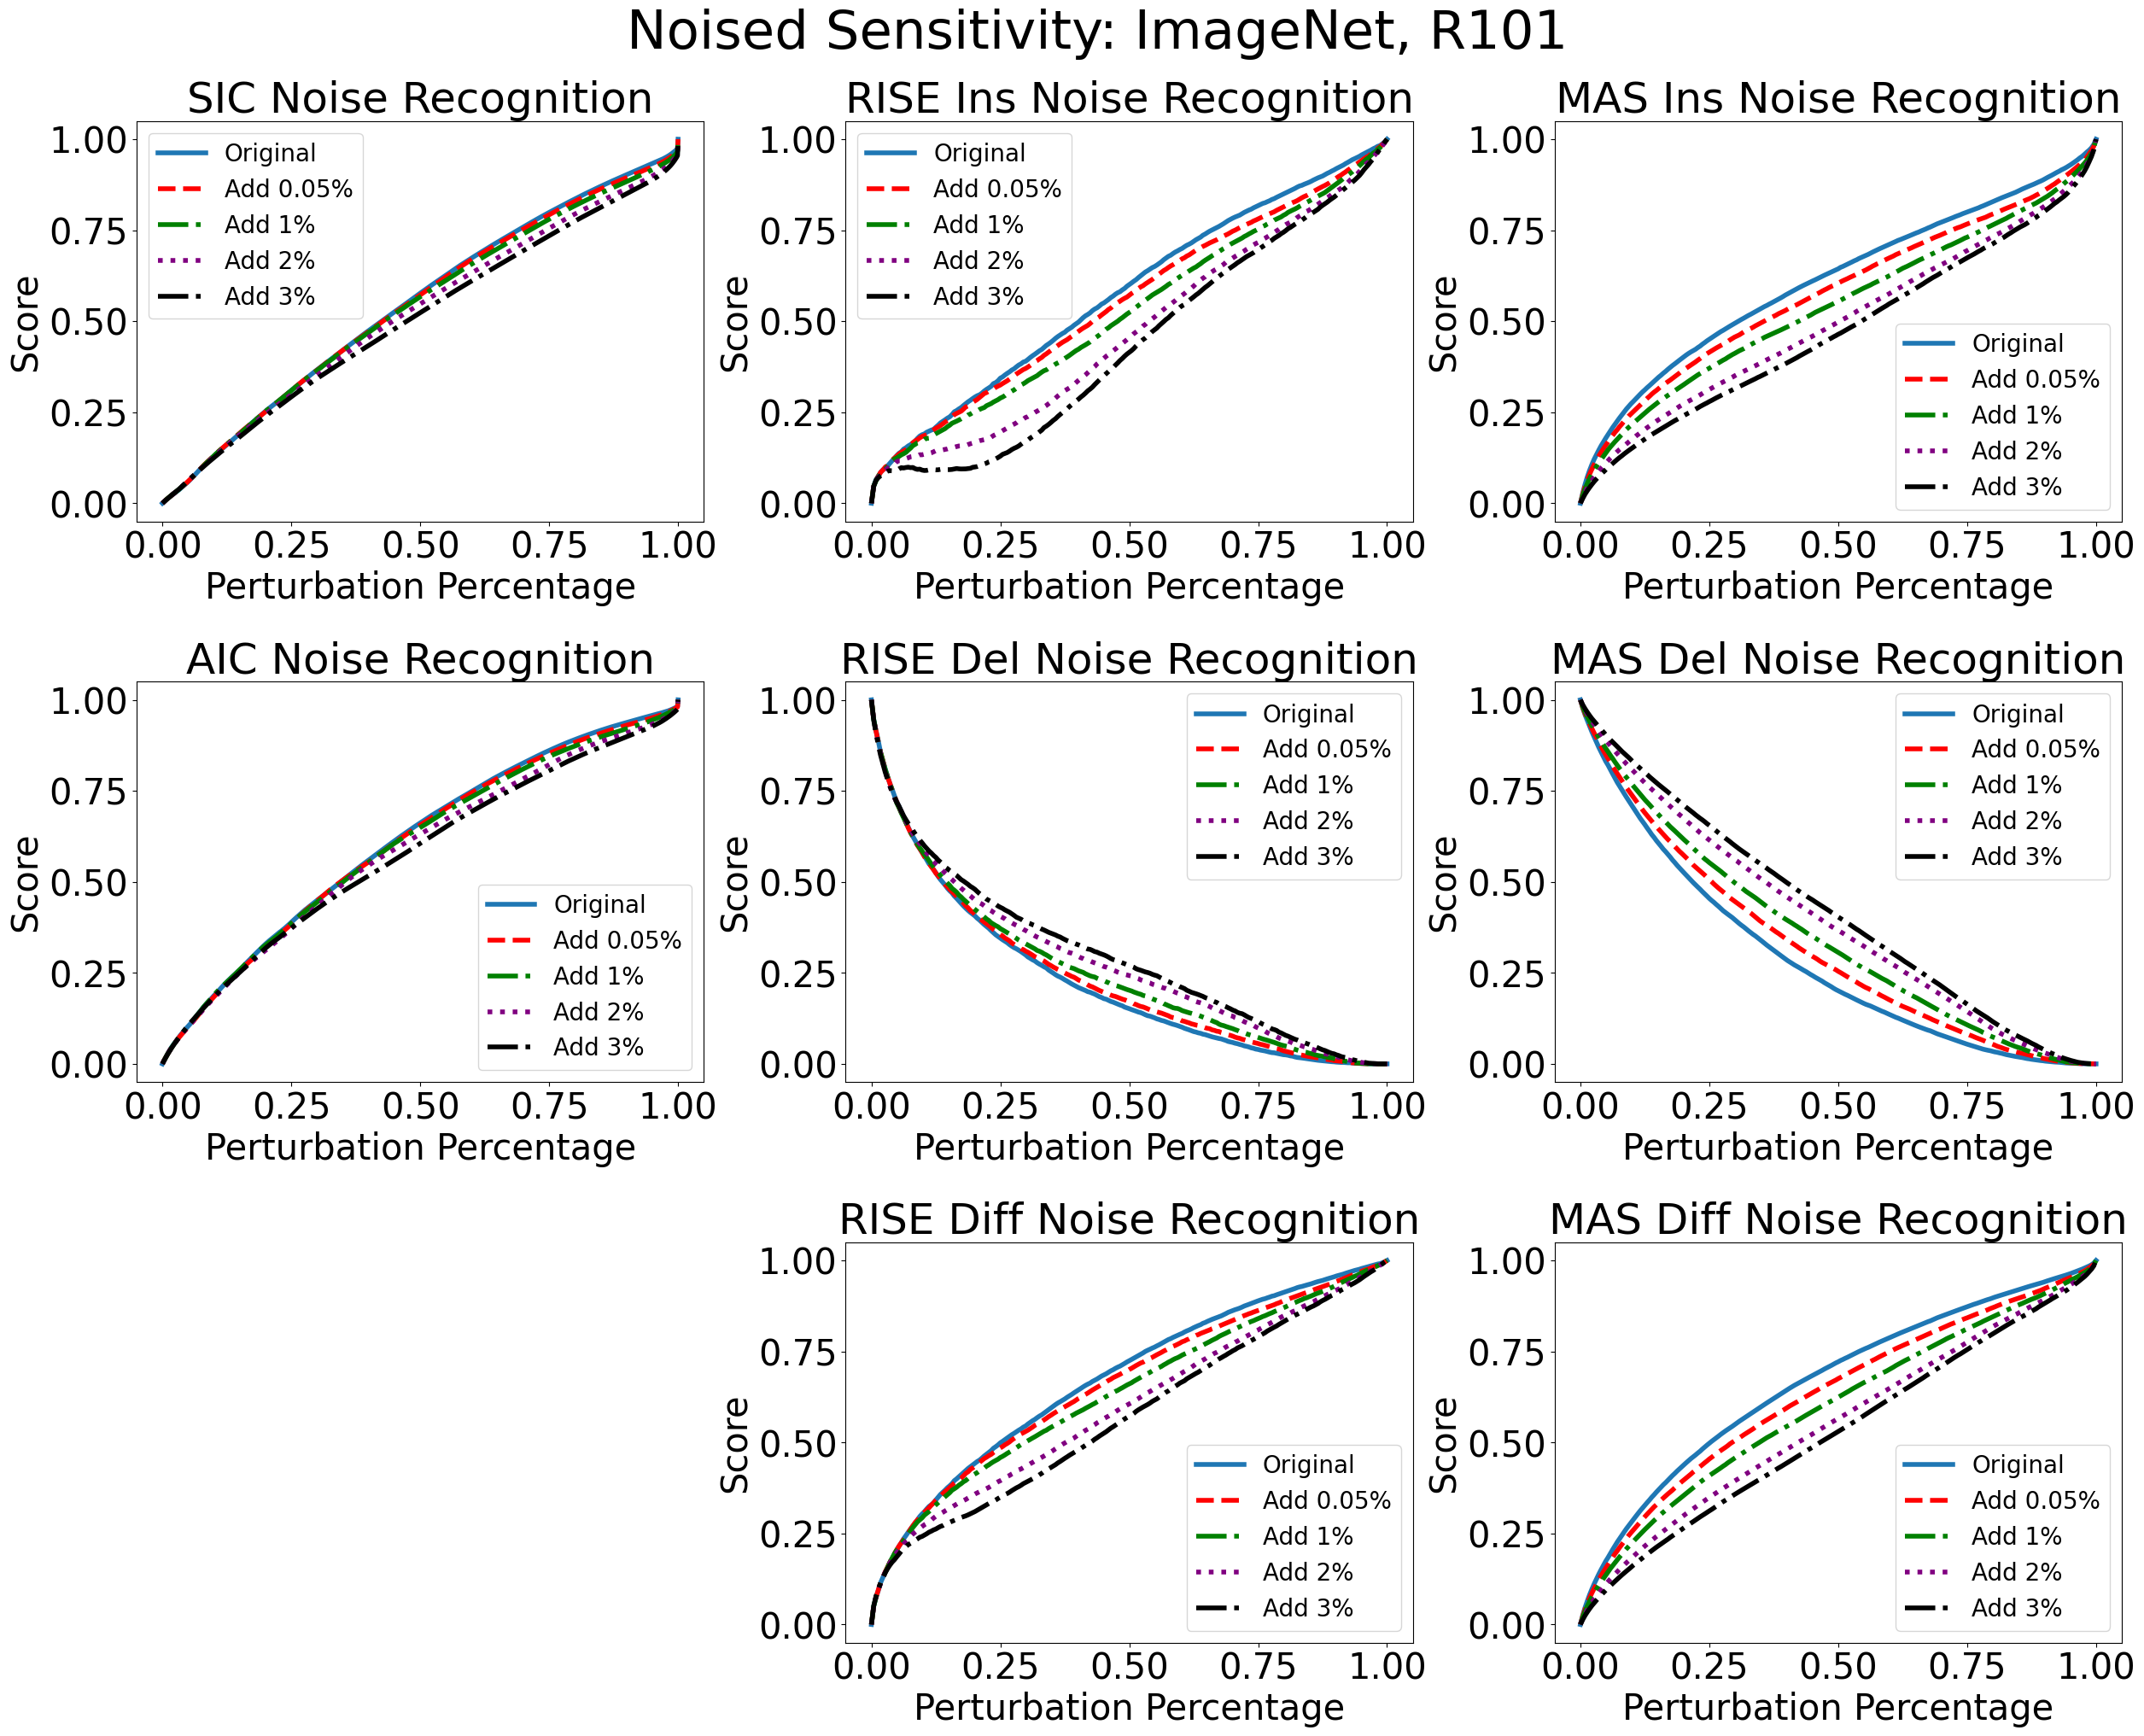 Noised Sensitivity: ImageNet, R101
SIC Noise Recognition
1.00
0.75
0.50
0.25
0.00
Score
Original
Add 0.05%
Add 1%
Add 2%
Add 3%
0.00 0.25 0.50 0.75 1.00
Perturbation Percentage
RISE Ins Noise Recognition
1.00
0.75
0.50
0.25
0.00
Score
Original
Add 0.05%
Add 1%
Add 2%
Add 3%
0.00 0.25 0.50 0.75 1.00
Perturbation Percentage
MAS Ins Noise Recognition
1.00
0.75
0.50
0.25
0.00
Score
Original
Add 0.05%
Add 1%
Add 2%
Add 3%
0.00 0.25 0.50 0.75 1.00
Perturbation Percentage
AIC Noise Recognition
1.00
0.75
0.50
0.25
0.00
Score
Original
Add 0.05%
Add 1%
Add 2%
Add 3%
0.00 0.25 0.50 0.75 1.00
Perturbation Percentage
RISE Del Noise Recognition
1.00
0.75
0.50
0.25
0.00
Score
Original
Add 0.05%
Add 1%
Add 2%
Add 3%
0.00 0.25 0.50 0.75 1.00
Perturbation Percentage
MAS Del Noise Recognition
1.00
0.75
0.50
0.25
0.00
Score
Original
Add 0.05%
Add 1%
Add 2%
Add 3%
0.00 0.25 0.50 0.75 1.00
Perturbation Percentage
RISE Diff Noise Recognition
1.00
0.75
0.50
0.25
0.00
Score
Original
Add 0.05%
Add 1%
Add 2%
Add 3%
0.00 0.25 0.50 0.75 1.00
Perturbation Percentage
MAS Diff Noise Recognition
1.00
0.75
0.50
0.25
0.00
Score
Original
Add 0.05%
Add 1%
Add 2%
Add 3%
0.00 0.25 0.50 0.75 1.00
Perturbation Percentage